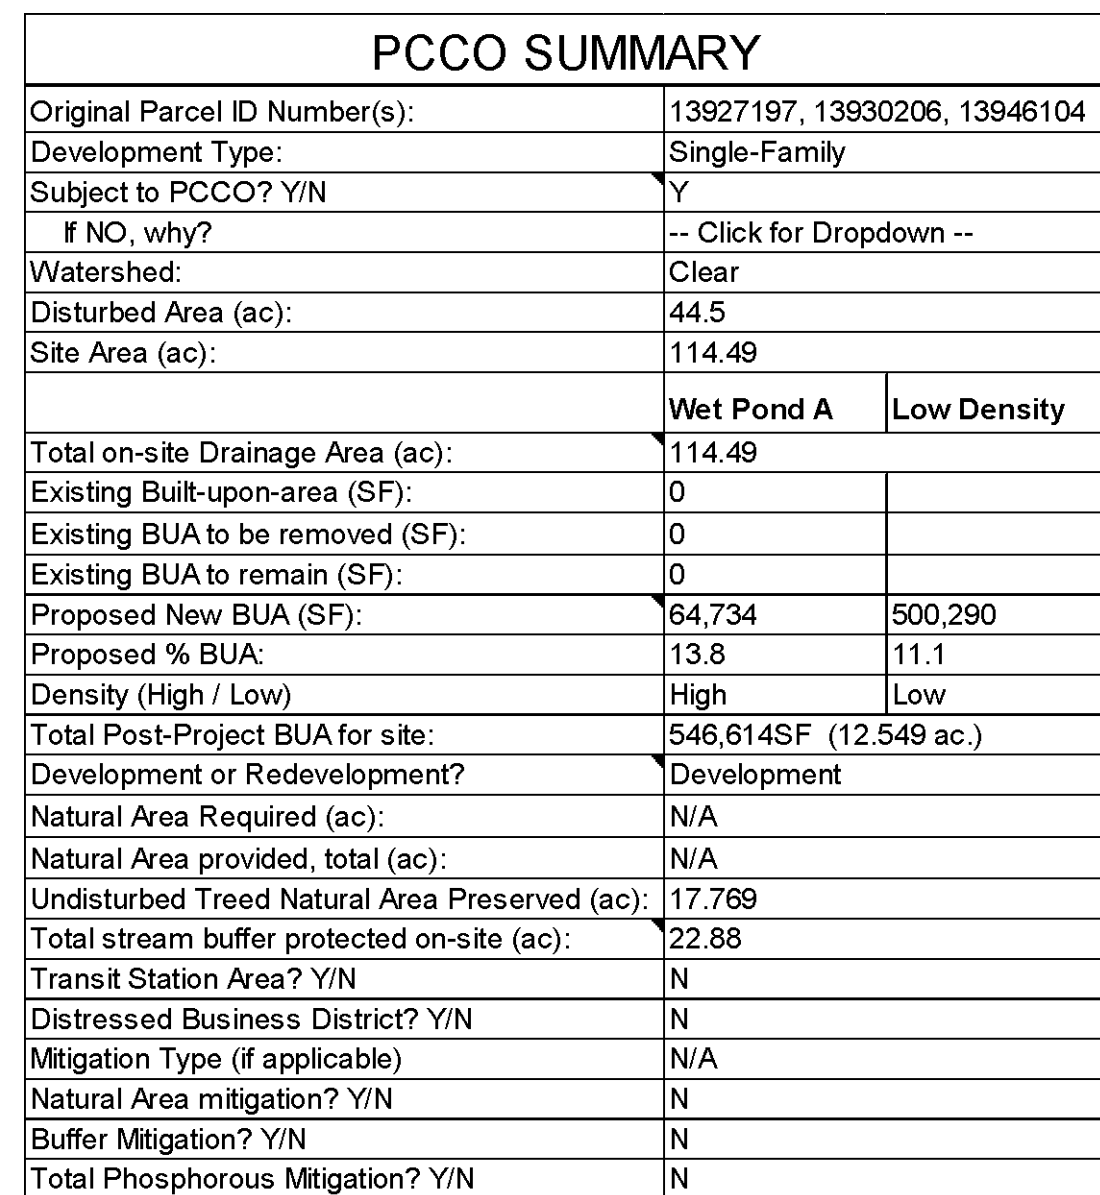 PCCO SUMMARY
Original Parcel ID Number(s): 13927197, 13930206, 13946104
Development Type: Single-Family
Subject to PCCO? Y/N Y
If NO, why? -- Click for Dropdown --
Watershed: Clear
Disturbed Area (ac): 44.5
Site Area (ac): 114.49
Wet Pond A Low Density
Total on-site Drainage Area (ac): 114.49
Existing Built-upon-area (SF): 0
Existing BUA to be removed (SF): 0
Existing BUA to remain (SF): 0
Proposed New BUA (SF): 64,734 500,290
Proposed % BUA: 13.8 11.1
Density (High / Low) High Low
Total Post-Project BUA for site: 546,614SF (12.549 ac.)
Development or Redevelopment? Development
Natural Area Required (ac): N/A
Natural Area provided, total (ac): N/A
Undisturbed Treed Natural Area Preserved (ac): 17.769
Total stream buffer protected on-site (ac): 22.88
Transit Station Area? Y/N N
Distressed Business District? Y/N N
Mitigation Type (if applicable) N/A
Natural Area mitigation? Y/N N
Buffer Mitigation? Y/N N
Total Phosphorous Mitigation? Y/N N